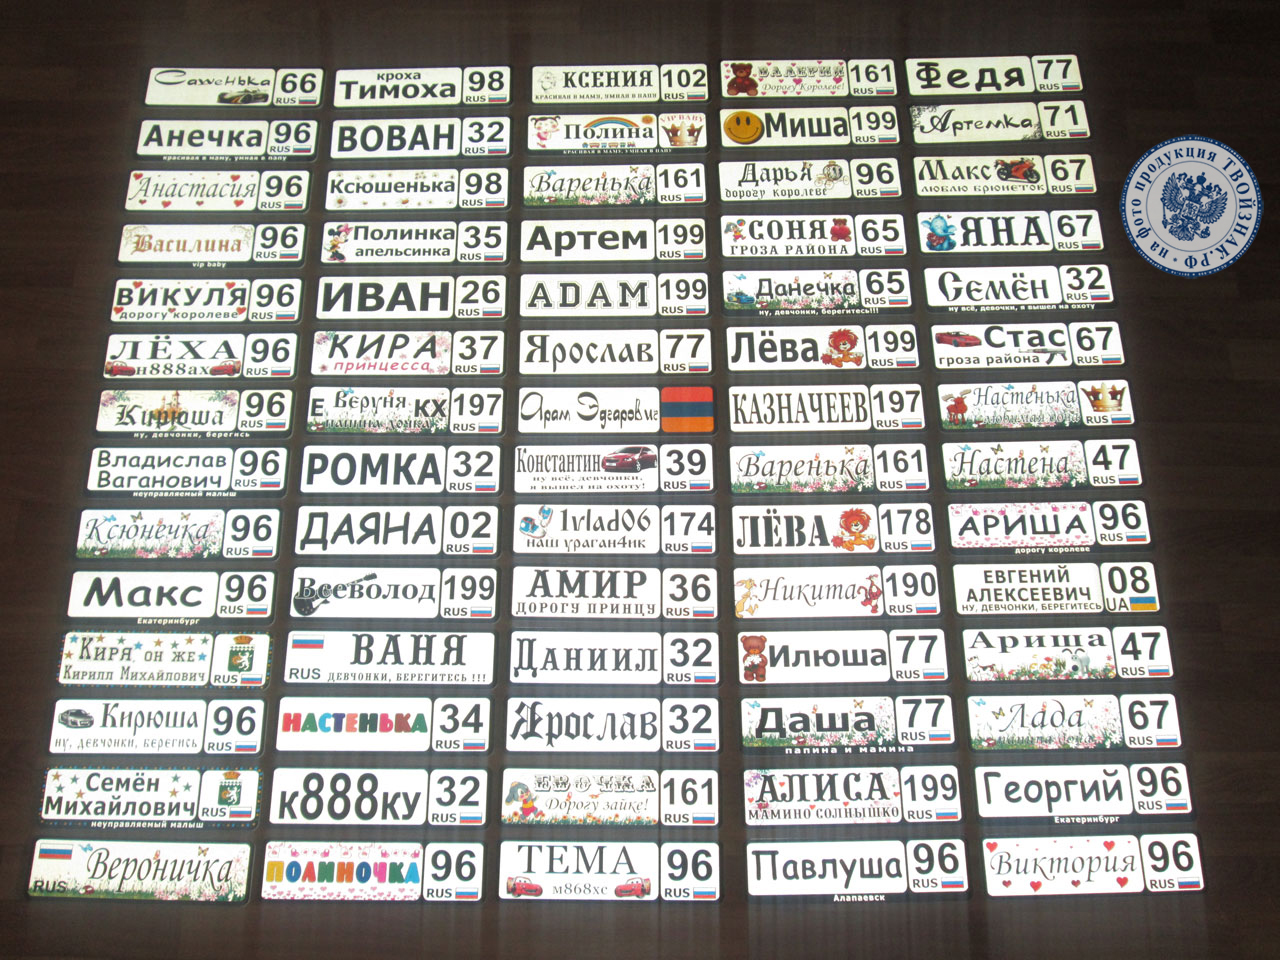 Сашенька 66 RUS
кроха
Тимоха 98 RUS
КСЕНИЯ 102 RUS
КРАСИВАЯ В МАМУ, УМНАЯ В ПАПУ
ВАЛЕРИЯ 161 RUS
Дорогу Королеве!
Федя 77 RUS
Анечка 96 RUS
красивая в маму, умная в папу
ВОВАН 32 RUS
VIP BABY
Полина
КРАСИВАЯ В МАМУ, УМНАЯ В ПАПУ
Миша 199 RUS
Артемка 71 RUS
Анастасия 96 RUS
Ксюшенька 98 RUS
Варенька 161 RUS
Дарья 96 RUS
дорогу королеве
Макс 67 RUS
люблю брюнеток
Василина 96 RUS
vip baby
Полинка 35 RUS
апельсинка
Артем 199 RUS
СОНЯ 65 RUS
ГРОЗА РАЙОНА
ЯНА 67 RUS
ВИКУЛЯ 96 RUS
дорогу королеве
ИВАН 26 RUS
ADAM 199 RUS
Данечка 65 RUS
ну, девчонки, берегитесь!!!
Семён 32 RUS
ну всё, девочки, я вышел на охоту
ЛЁХА 96 RUS
н888ах
КИРА 37 RUS
принцесса
Ярослав 77 RUS
Лёва 199 RUS
Стас 67 RUS
гроза района
Кирюша 96 RUS
ну, девчонки, берегись
Е Веруня КХ 197 RUS
Арам Эдгарович
КАЗНАЧЕЕВ 197 RUS
Настенька
Владислав 96 RUS
Ваганович
неуправляемый малыш
РОМКА 32 RUS
Константин 39 RUS
ну всё, девчонки,
я вышел на охоту!
Варенька 161 RUS
Настена 47 RUS
Ксюнечка 96 RUS
ДАЯНА 02 RUS
1vlad06 174 RUS
наш ураган4ик
ЛЁВА 178 RUS
АРИША 96 RUS
дорогу королеве
Макс 96 RUS
Екатеринбург
Всеволод 199 RUS
АМИР 36 RUS
ДОРОГУ ПРИНЦУ
Никита 190 RUS
ЕВГЕНИЙ 08 UA
АЛЕКСЕЕВИЧ
НУ, ДЕВЧОНКИ, БЕРЕГИТЕСЬ
Киря, он же
Кирилл Михайлович RUS
RUS ВАНЯ
ДЕВЧОНКИ, БЕРЕГИТЕСЬ !!!
Даниил 32 RUS
Илюша 77 RUS
Ариша 47 RUS
Кирюша 96 RUS
ну, девчонки, берегись
НАСТЕНЬКА 34 RUS
Ярослав 32 RUS
Даша 77 RUS
папина и мамина
Лада 67 RUS
Семён
Михайлович RUS
неуправляемый малыш
к888ку 32 RUS
ЕВОЧКА 161 RUS
Дорогу зайке!
АЛИСА 199 RUS
МАМИНО СОЛНЫШКО
Георгий 96 RUS
Екатеринбург
RUS Вероничка
ПОЛИНОЧКА 96 RUS
ТЕМА 96 RUS
м868хс
Павлуша 96 RUS
Алапаевск
Виктория 96 RUS
на фото продукция ТВОЙЗНАК.РФ